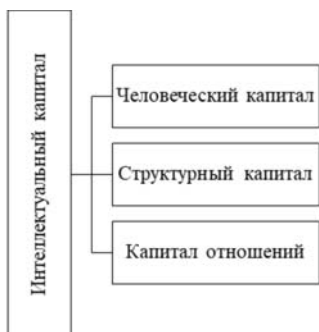 Интеллектуальный капитал
Человеческий капитал
Структурный капитал
Капитал отношений